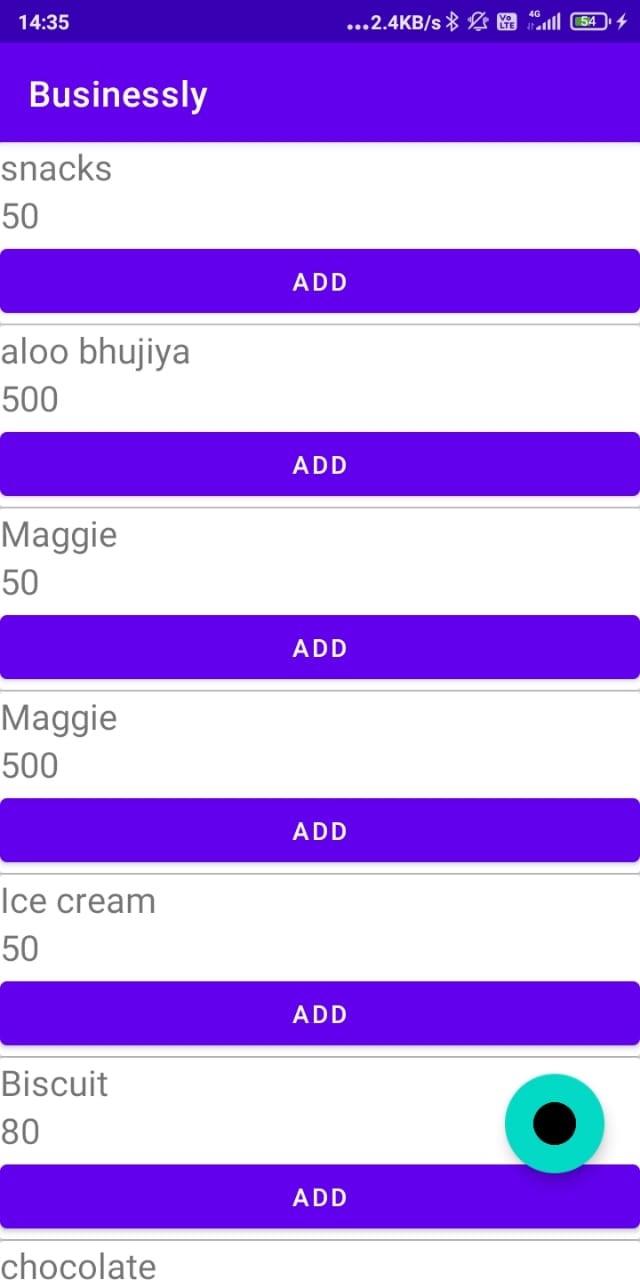 14:35 ...2.4KB/s Vo LTE 4G 54
Businessly
snacks
50
ADD
aloo bhujiya
500
ADD
Maggie
50
ADD
Maggie
500
ADD
Ice cream
50
ADD
Biscuit
80
ADD
chocolate